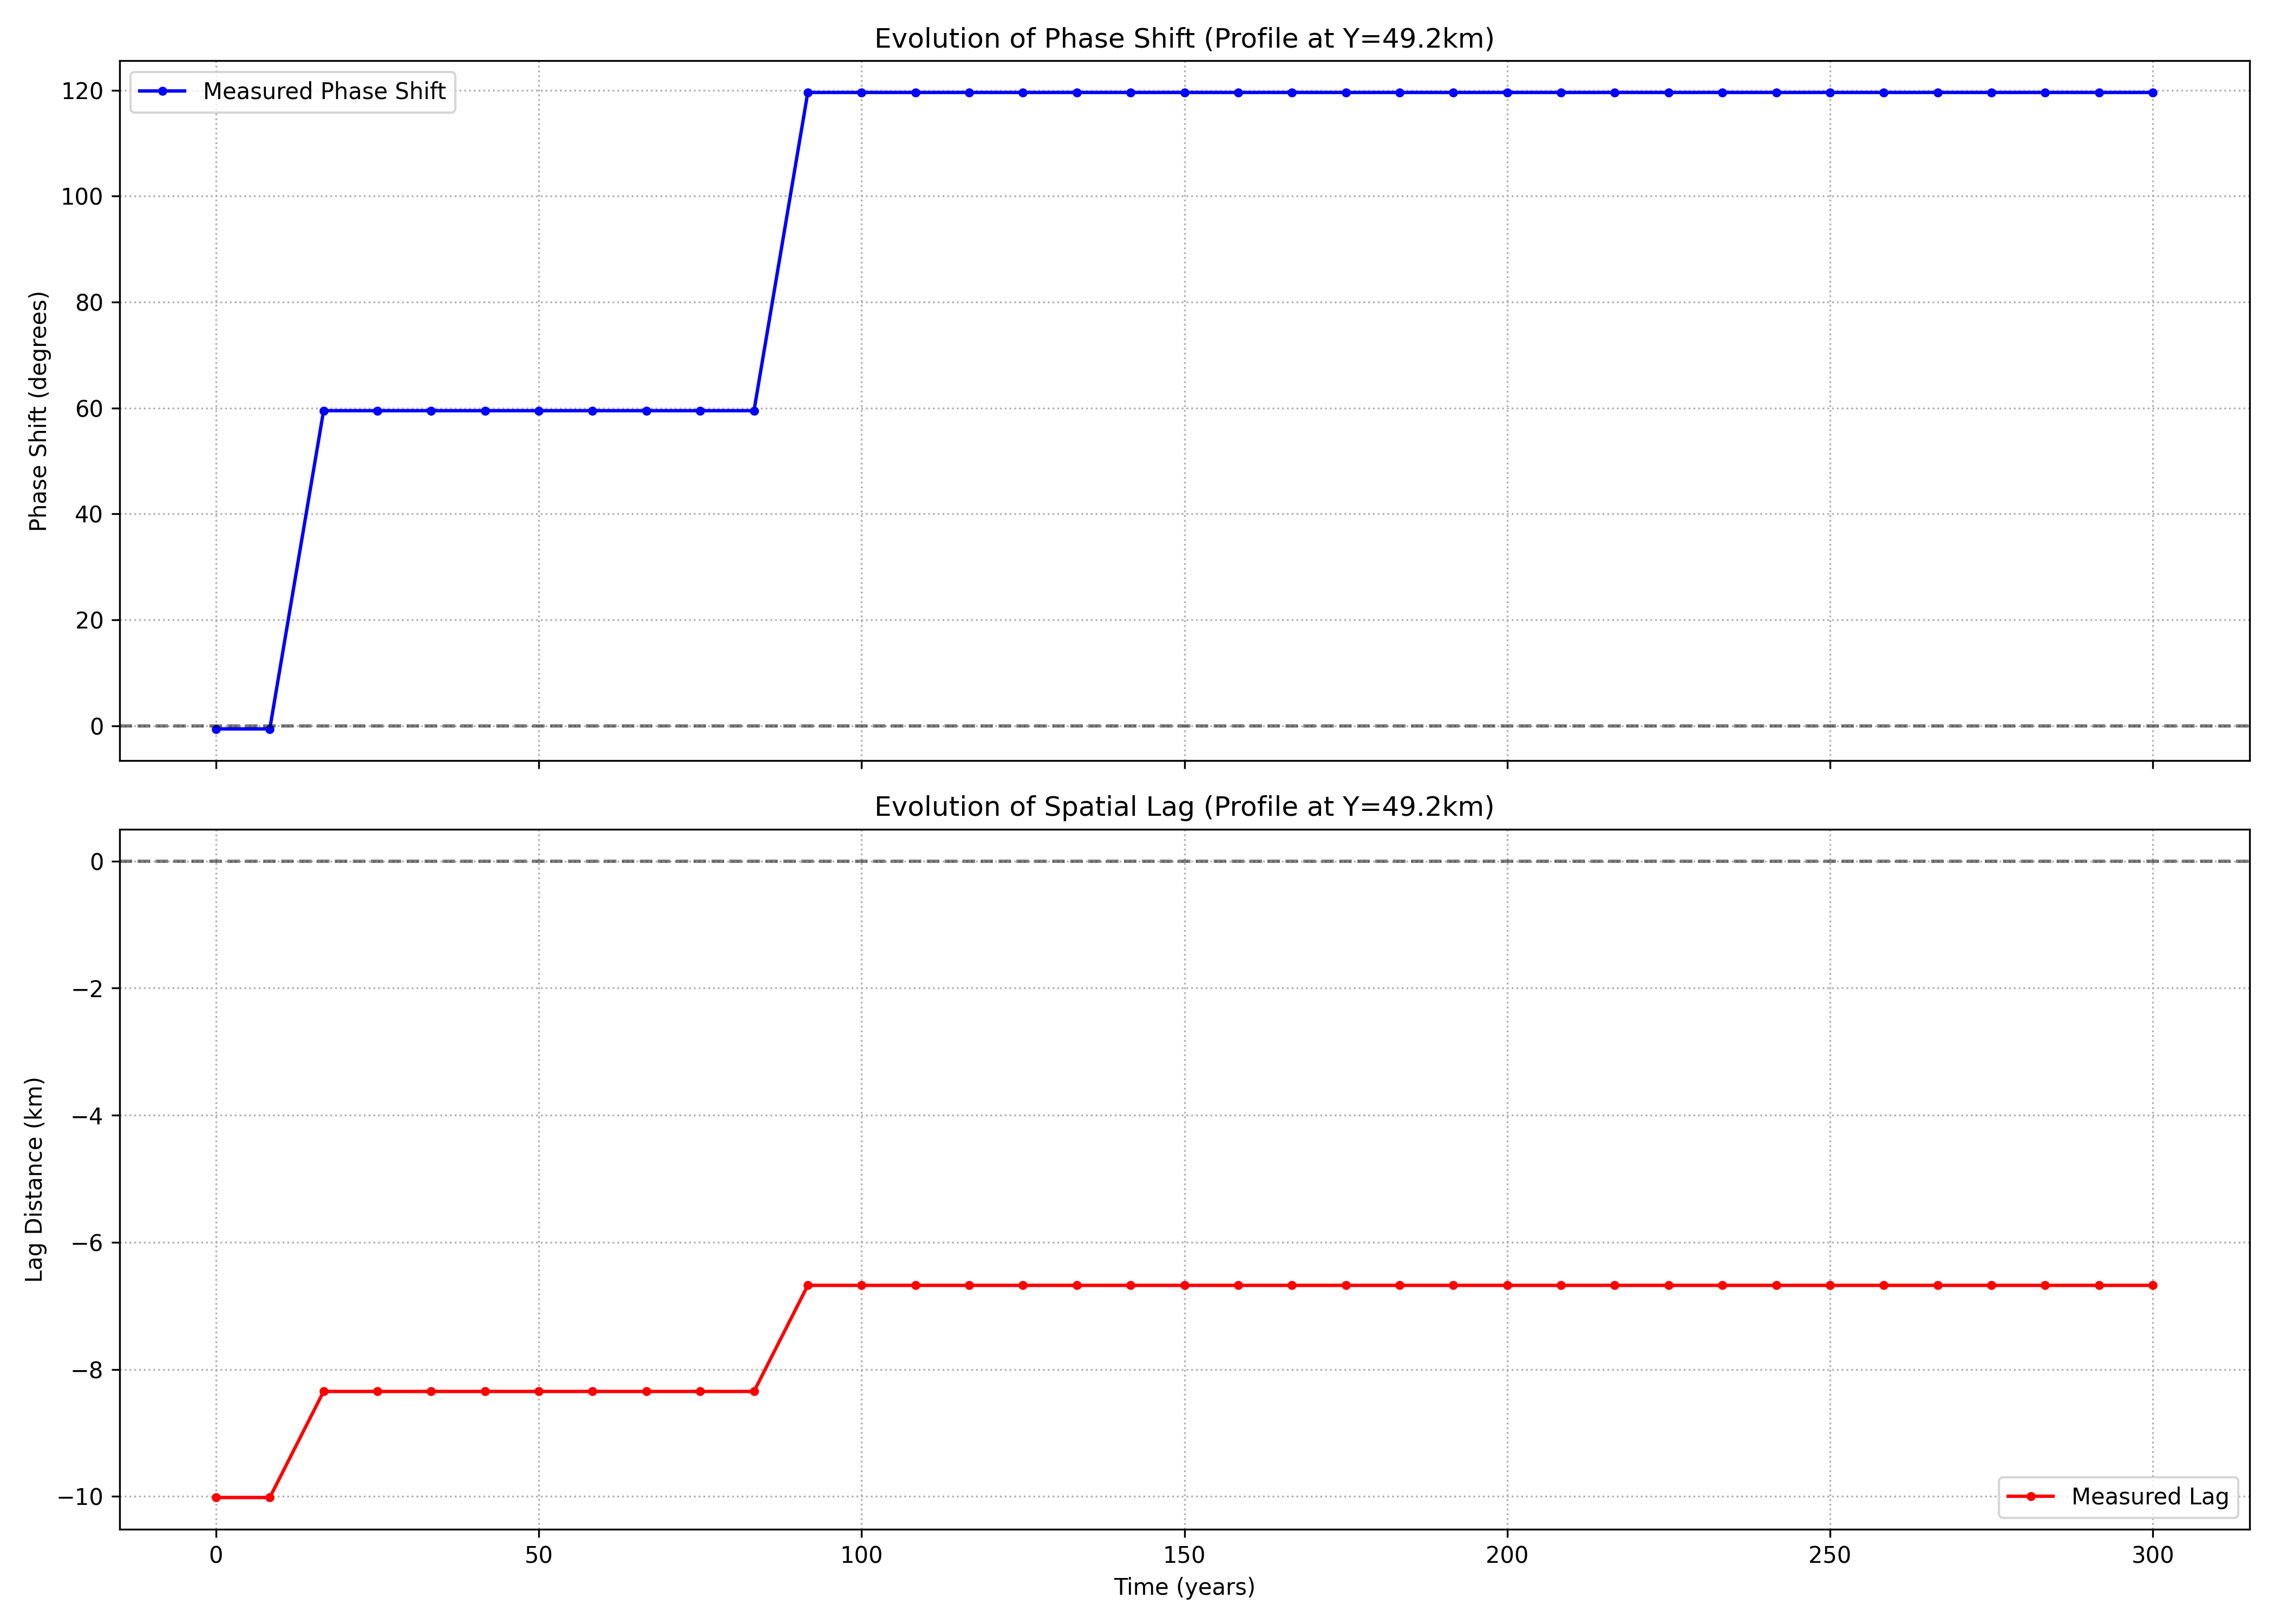 Evolution of Phase Shift (Profile at Y=49.2km)
Measured Phase Shift
120
100
80
60
40
20
0
Phase Shift (degrees)
Evolution of Spatial Lag (Profile at Y=49.2km)
0
−2
−4
−6
−8
−10
Lag Distance (km)
Measured Lag
0 50 100 150 200 250 300
Time (years)